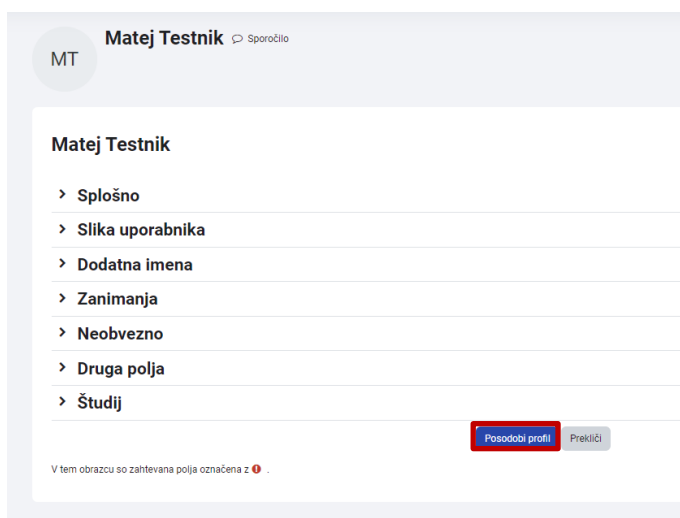 Matej Testnik Sporočilo
MT
Matej Testnik
Splošno
Slika uporabnika
Dodatna imena
Zanimanja
Neobvezno
Druga polja
Študij
Posodobi profil Prekliči
V tem obrazcu so zahtevana polja označena z .